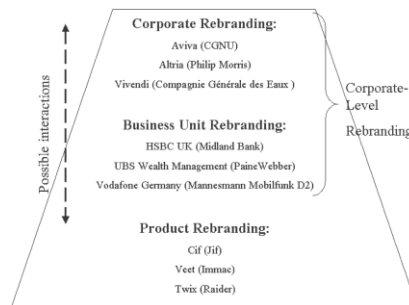 Corporate Rebranding:
Aviva (CGNU)
Altria (Philip Morris)
Vivendi (Compagnie Générale des Eaux )
Business Unit Rebranding:
HSBC UK (Midland Bank)
UBS Wealth Management (PaineWebber)
Vodafone Germany (Mannesmann Mobilfunk D2)
Product Rebranding:
Cif (Jif)
Veet (Immac)
Twix (Raider)
Possible interactions
Corporate-
Level
Rebranding